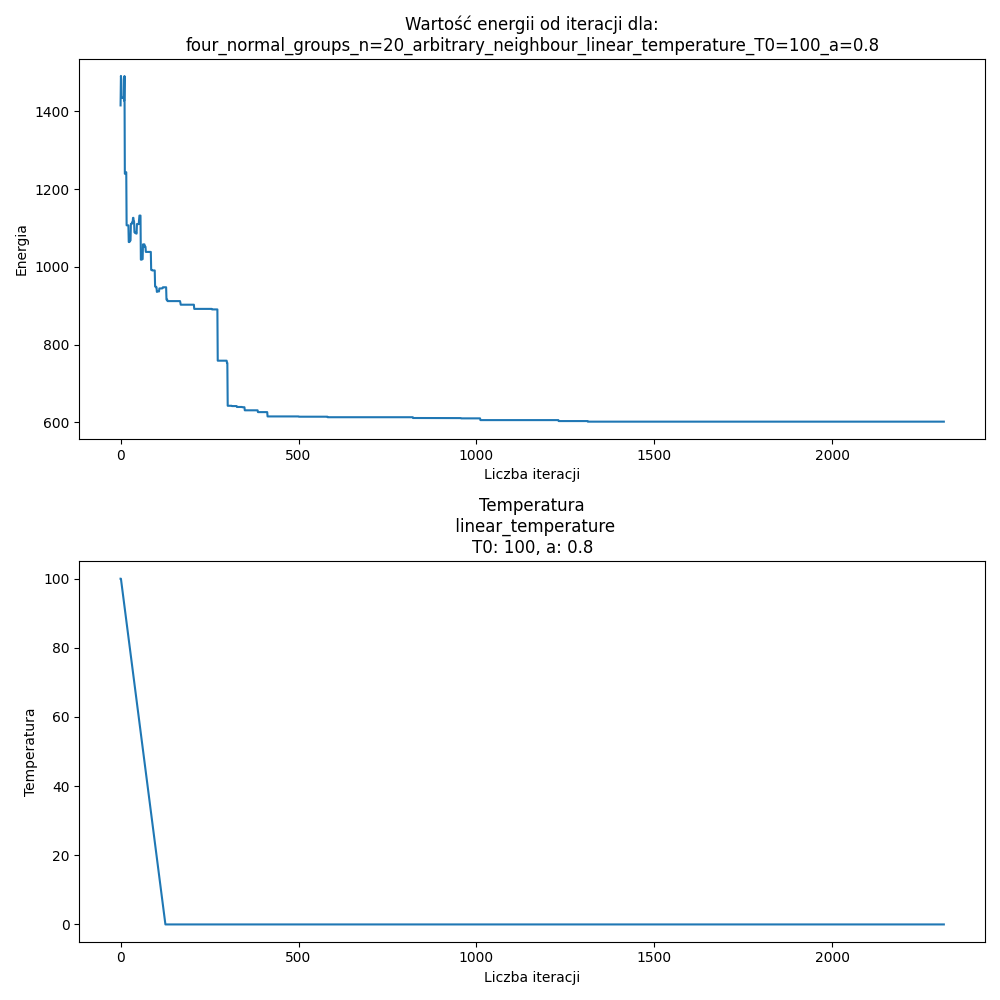 Wartość energii od iteracji dla:
four_normal_groups_n=20_arbitrary_neighbour_linear_temperature_T0=100_a=0.8
1400
1200
1000
800
600
Energia
0 500 1000 1500 2000
Liczba iteracji
Temperatura
linear_temperature
T0: 100, a: 0.8
100
80
60
40
20
0
Temperatura
0 500 1000 1500 2000
Liczba iteracji